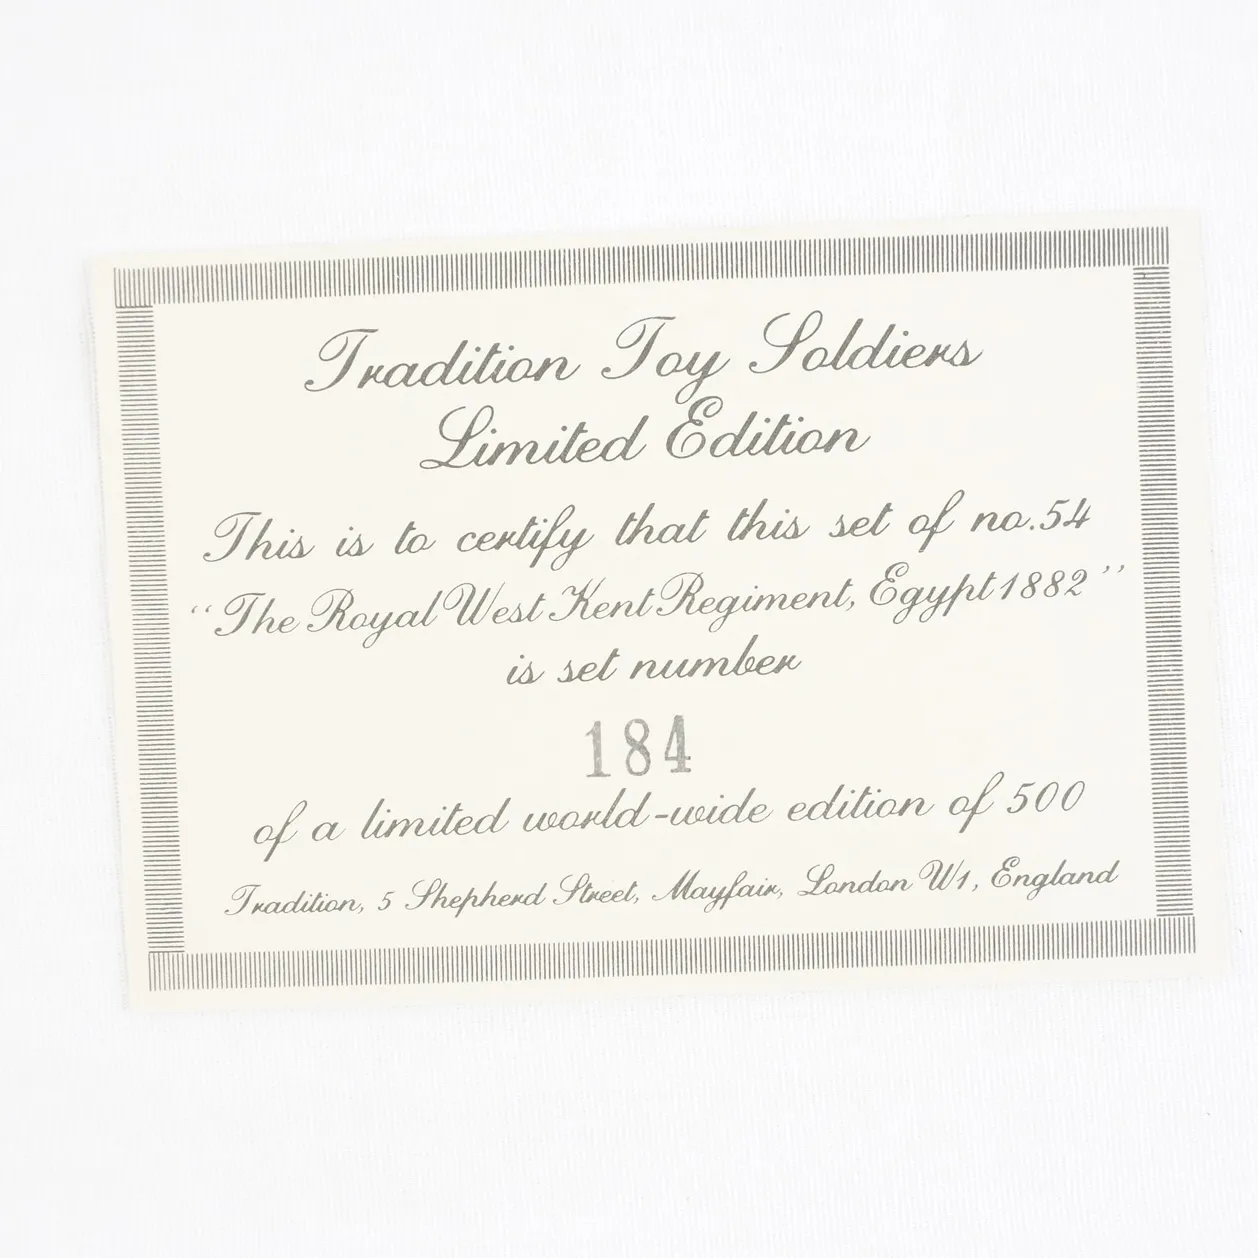 Tradition Toy Soldiers
Limited Edition
This is to certify that this set of no.54
“The Royal West Kent Regiment, Egypt 1882”
is set number
184
of a limited world-wide edition of 500
Tradition, 5 Shepherd Street, Mayfair, London W1, England